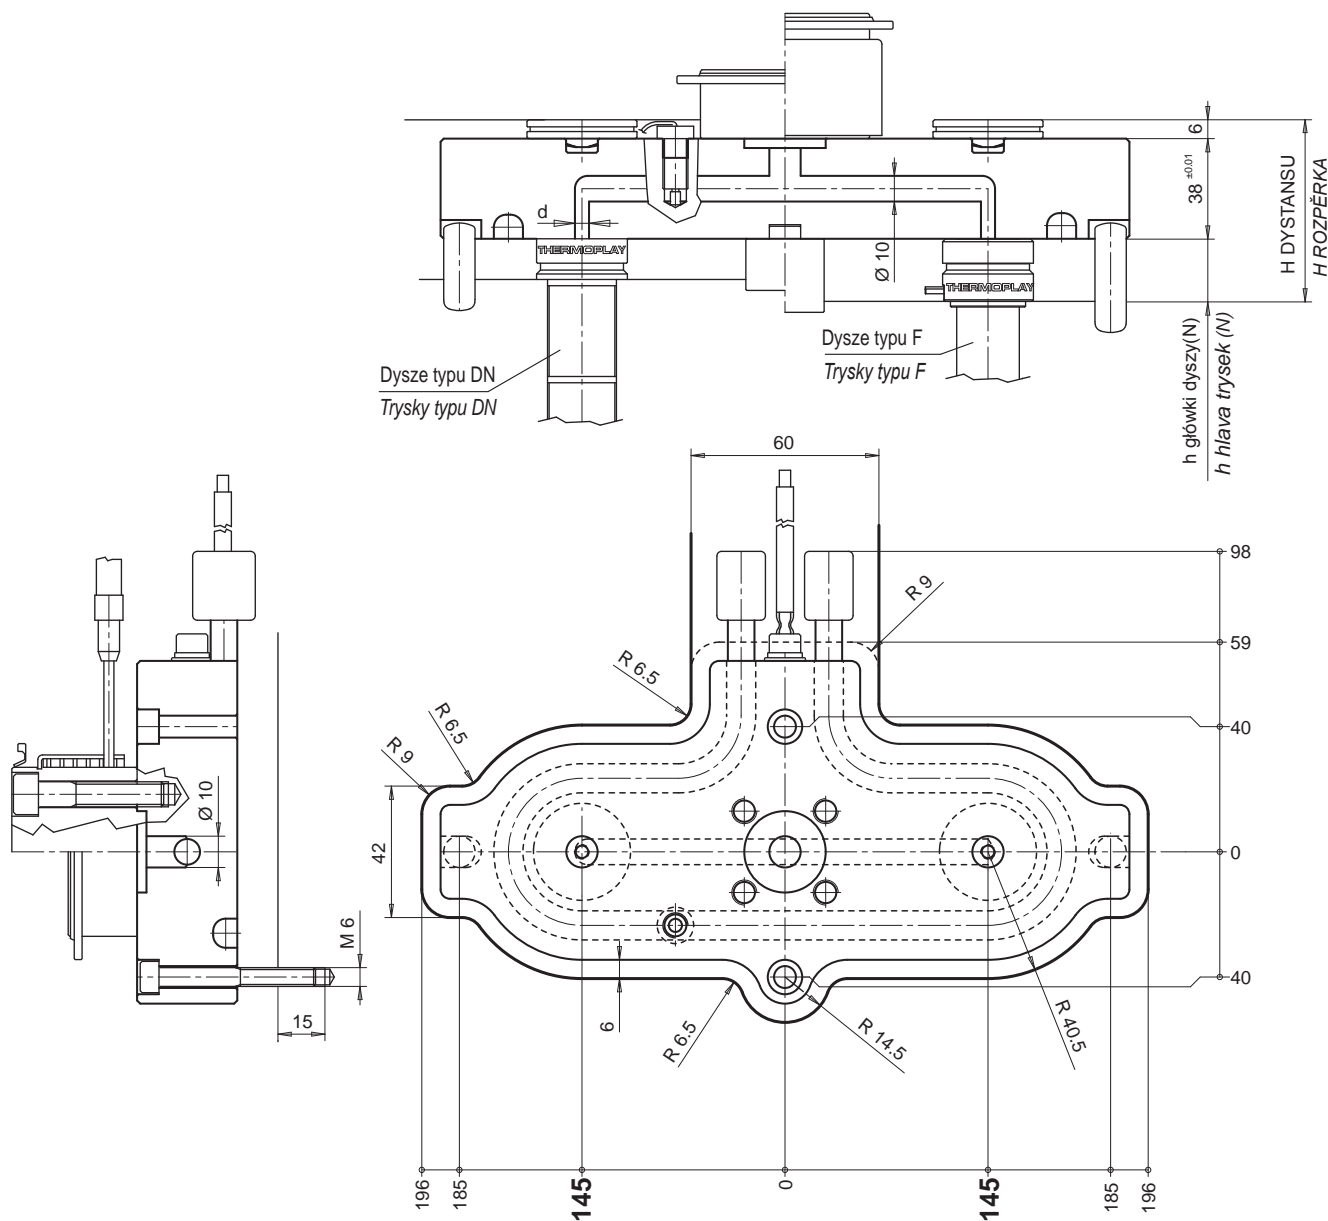 6
38 ±0.01
H DYSTANSU
H ROZPĚRKA
d
Ø 10
THERMOPLAY
THERMOPLAY
Dysze typu F
Trysky typu F
Dysze typu DN
Trysky typu DN
h główki dyszy(N)
h hlava trysek (N)
60
98
R 9
59
R 6.5
40
R 6.5
R 9
Ø 10
42
0
M 6
40
15
6
R 6.5
R 14.5
R 40.5
196
185
145
0
145
185
196